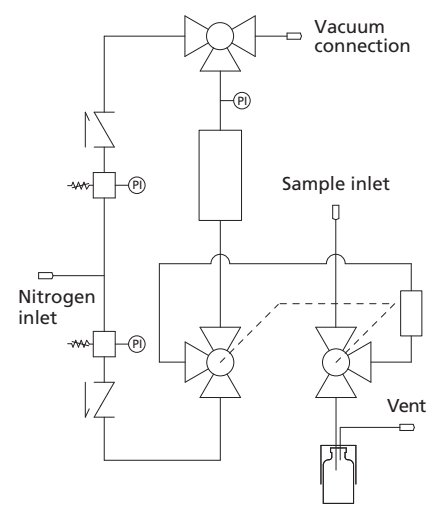 Vacuum
connection
PI
PI
Sample inlet
Nitrogen
inlet
PI
Vent